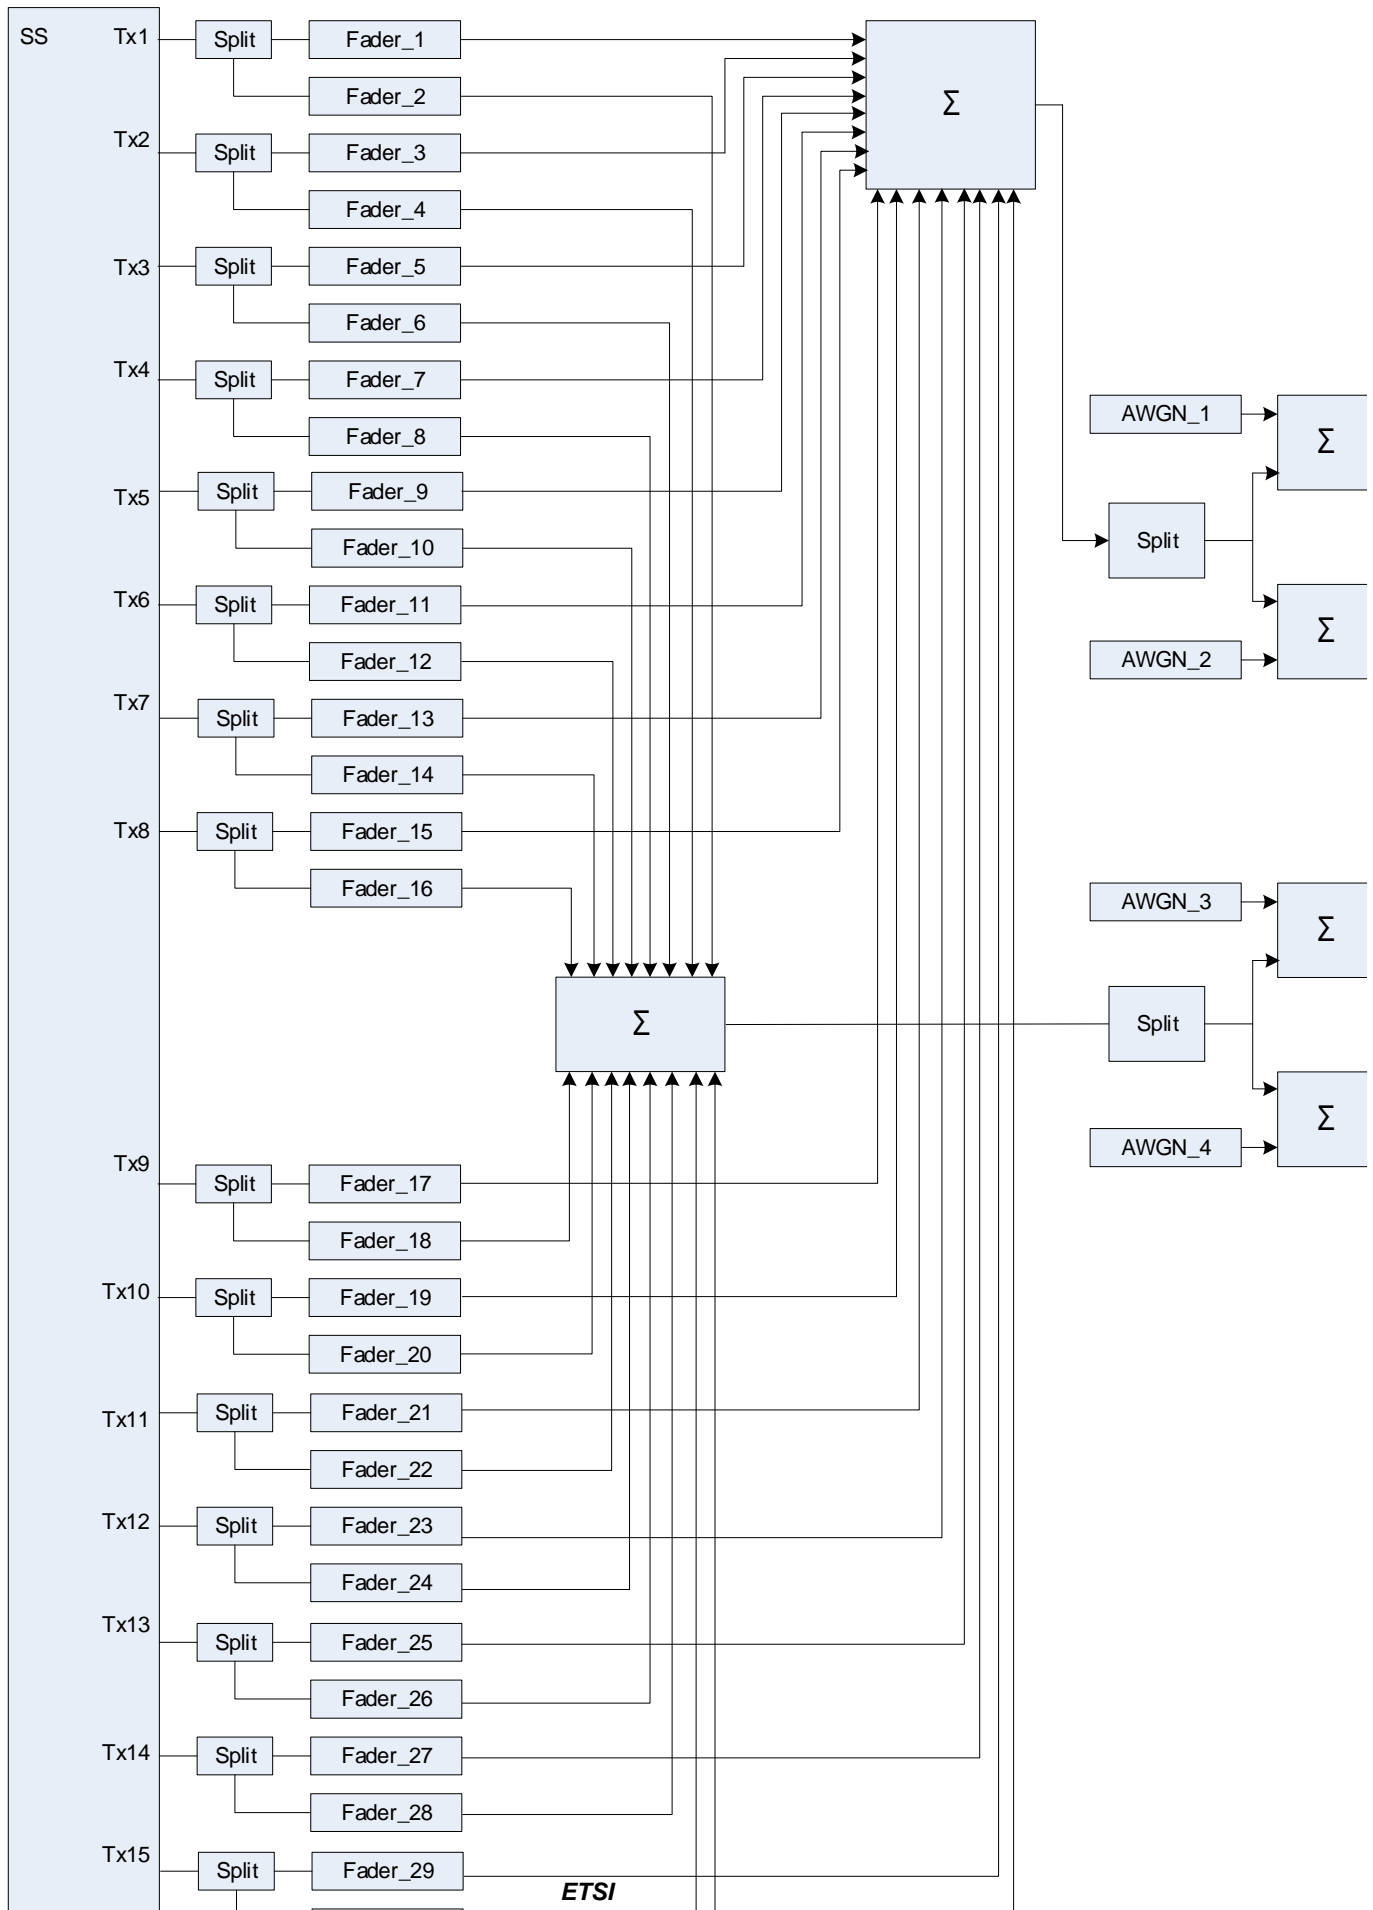 SS
Tx1
Split
Fader_1
Σ
Fader_2
Tx2
Split
Fader_3
Fader_4
Tx3
Split
Fader_5
Fader_6
Tx4
Split
Fader_7
AWGN_1
Σ
Fader_8
Tx5
Split
Fader_9
Split
Fader_10
Tx6
Split
Fader_11
Σ
Fader_12
AWGN_2
Tx7
Split
Fader_13
Fader_14
Tx8
Split
Fader_15
Fader_16
AWGN_3
Σ
Σ
Split
Σ
AWGN_4
Tx9
Split
Fader_17
Fader_18
Tx10
Split
Fader_19
Fader_20
Tx11
Split
Fader_21
Fader_22
Tx12
Split
Fader_23
Fader_24
Tx13
Split
Fader_25
Fader_26
Tx14
Split
Fader_27
Fader_28
Tx15
Split
Fader_29
ETSI